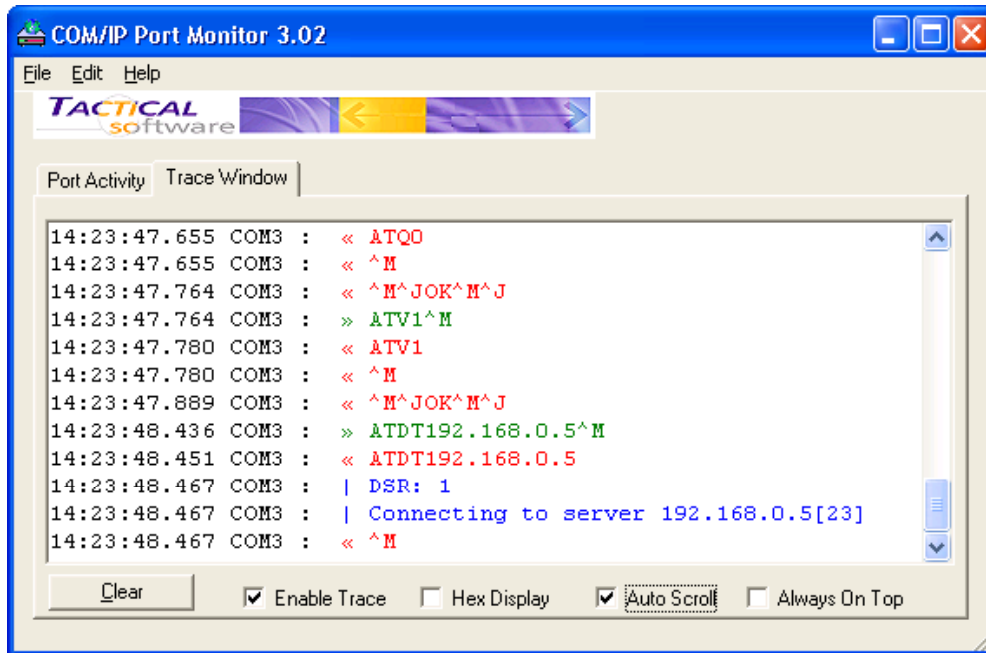 COM/IP Port Monitor 3.02
File Edit Help
TACTICAL
software
Port Activity Trace Window
14:23:47.655 COM3 : « ATQ0
14:23:47.655 COM3 : « ^M
14:23:47.764 COM3 : « ^M^JOK^M^J
14:23:47.764 COM3 : » ATV1^M
14:23:47.780 COM3 : « ATV1
14:23:47.780 COM3 : « ^M
14:23:47.889 COM3 : « ^M^JOK^M^J
14:23:48.436 COM3 : » ATDT192.168.0.5^M
14:23:48.451 COM3 : « ATDT192.168.0.5
14:23:48.467 COM3 : | DSR: 1
14:23:48.467 COM3 : | Connecting to server 192.168.0.5[23]
14:23:48.467 COM3 : « ^M
Clear Enable Trace Hex Display Auto Scroll Always On Top